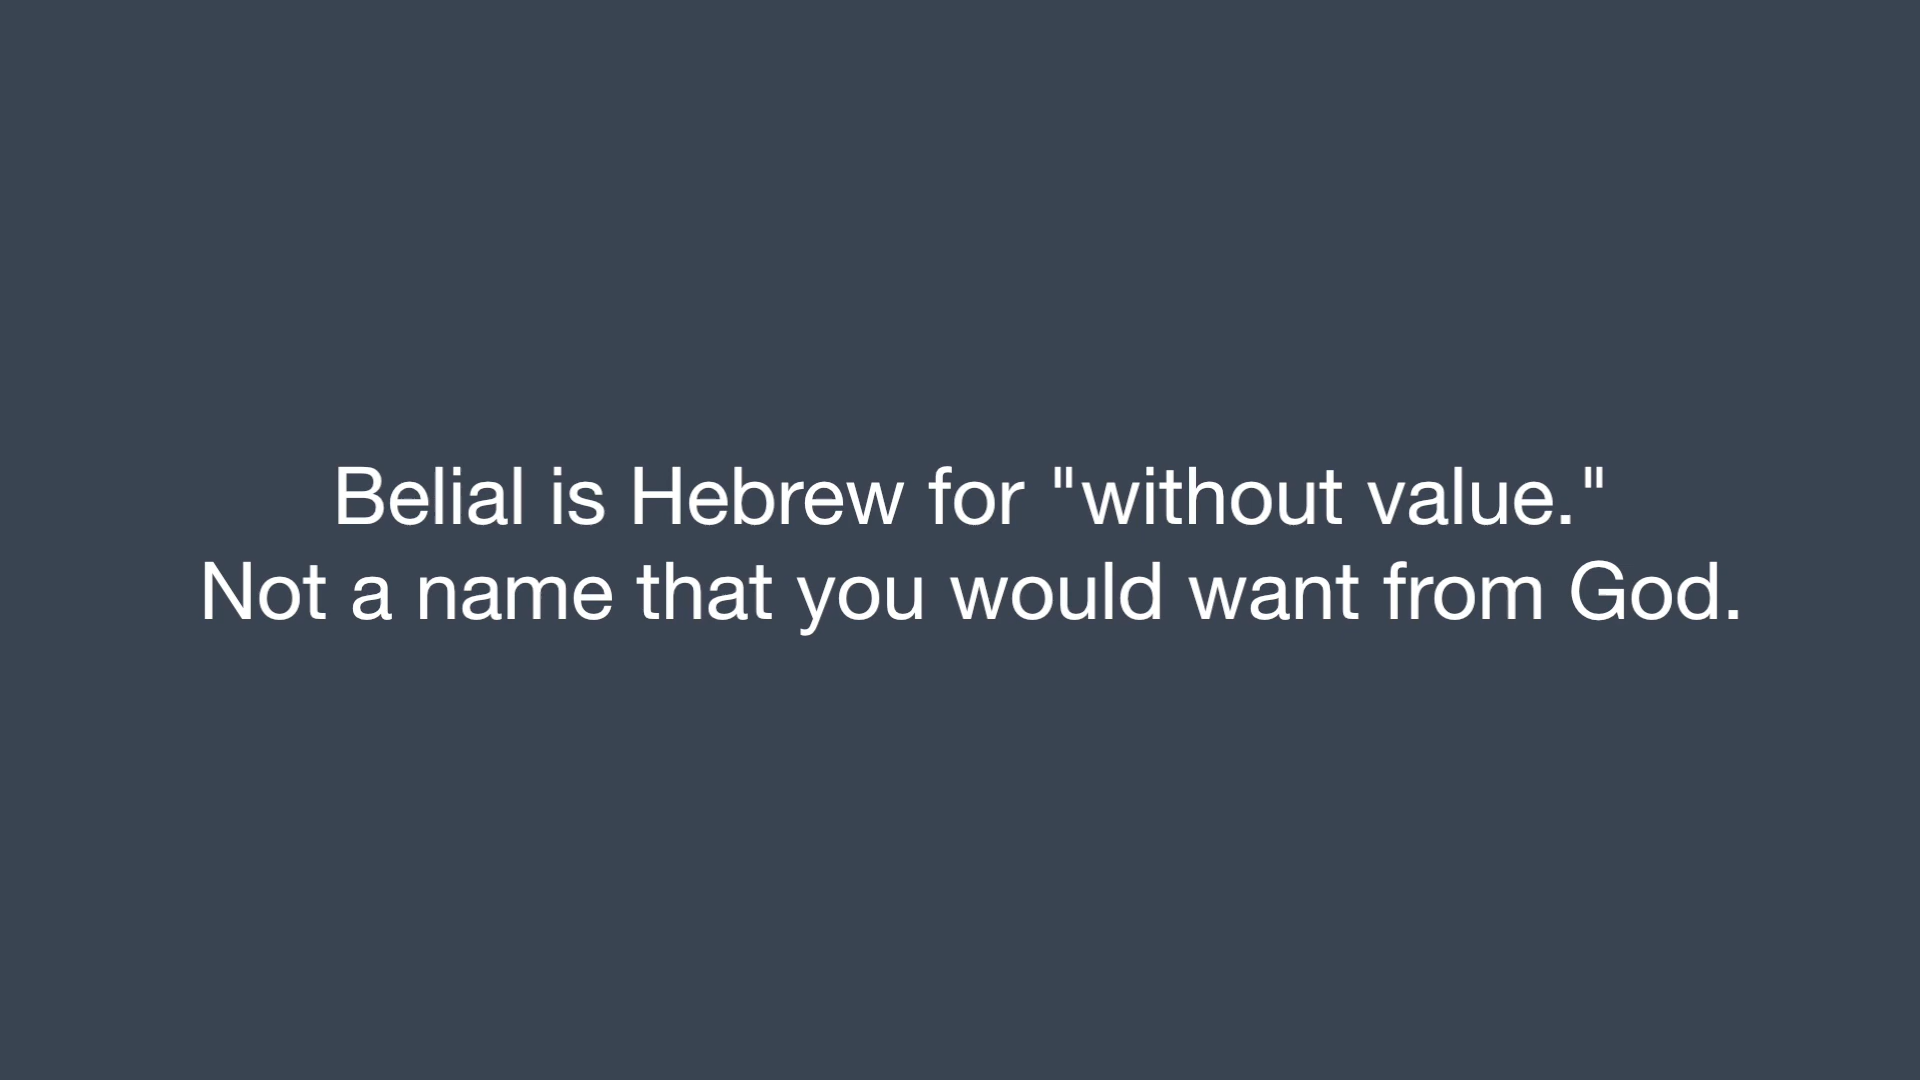 Belial is Hebrew for "without value."
Not a name that you would want from God.